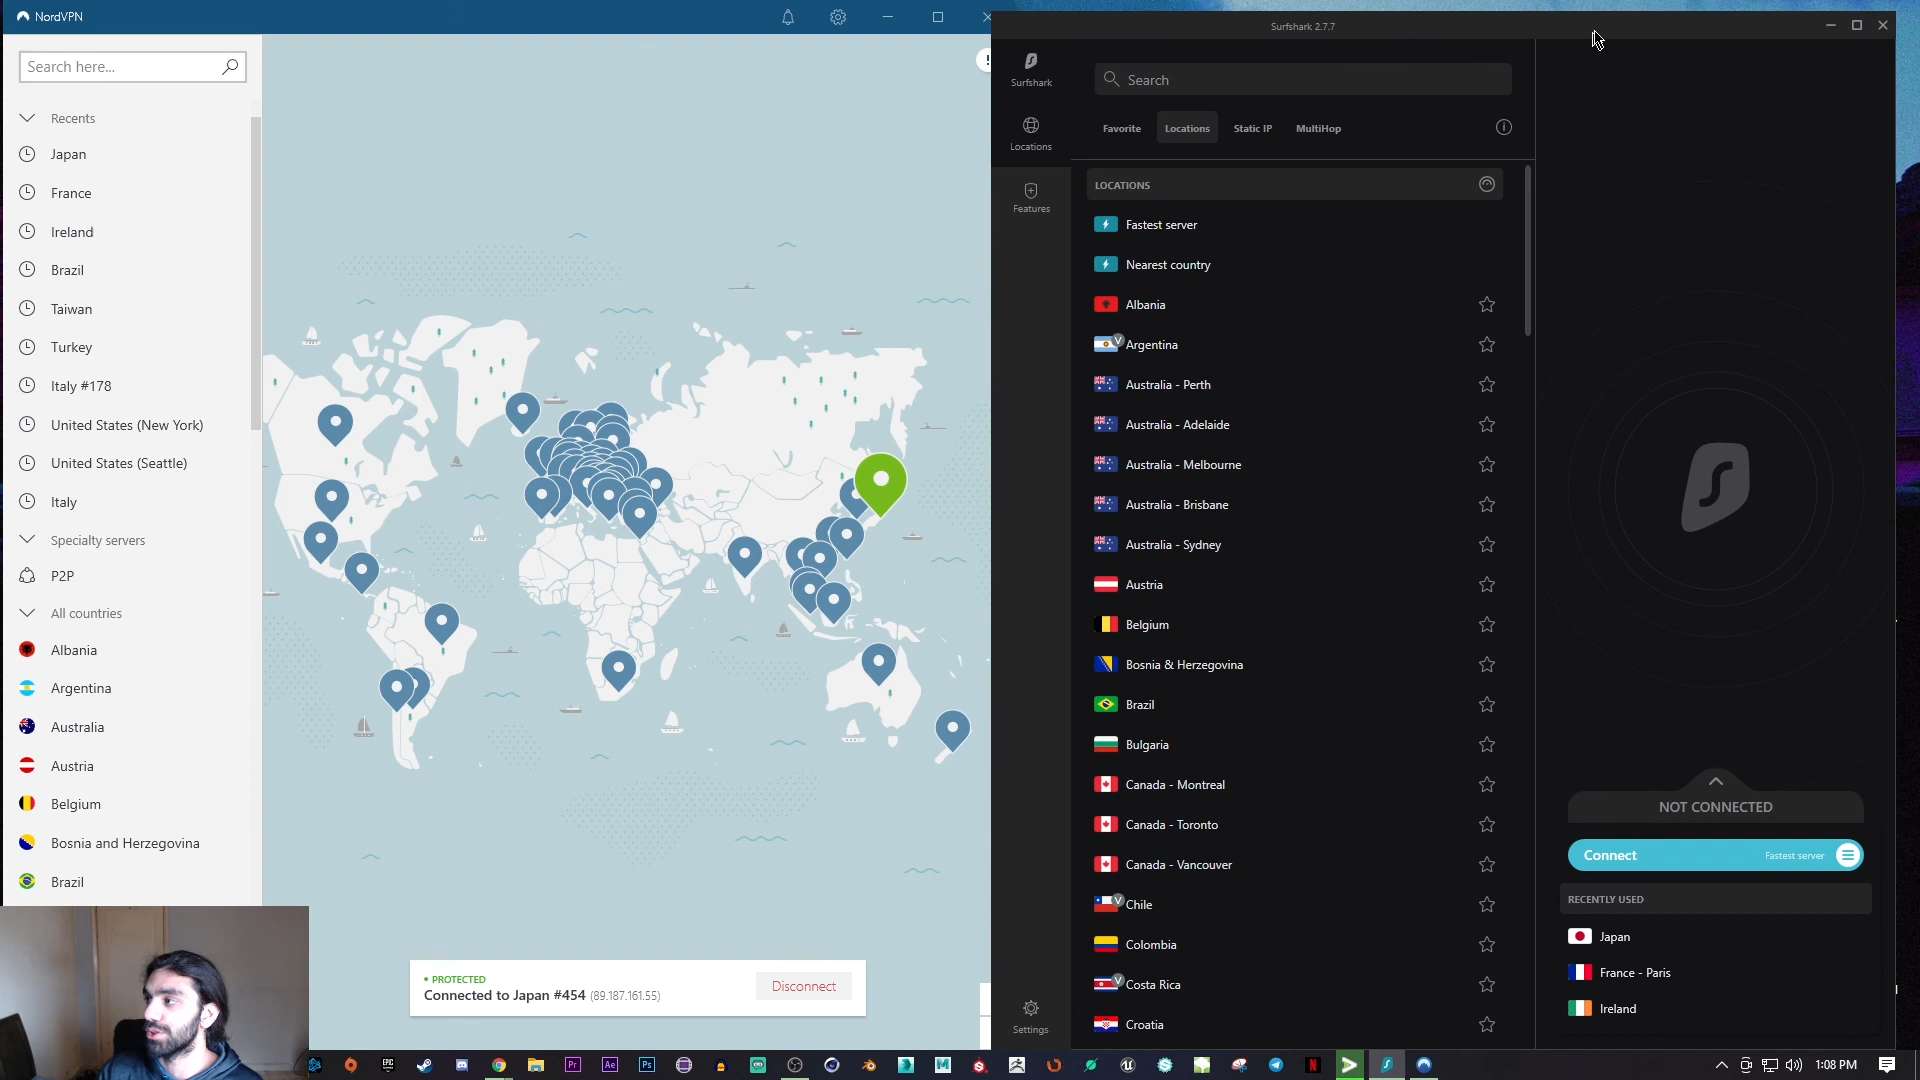 NordVPN
Search here...
Recents
Japan
France
Ireland
Brazil
Taiwan
Turkey
Italy #178
United States (New York)
United States (Seattle)
Italy
Specialty servers
P2P
All countries
Albania
Argentina
Australia
Austria
Belgium
Bosnia and Herzegovina
Brazil
• PROTECTED
Connected to Japan #454 (89.187.161.55)
Disconnect
Surfshark 2.7.7
Surfshark
Locations
Features
Settings
Search
Favorite
Locations
Static IP
MultiHop
LOCATIONS
Fastest server
Nearest country
Albania
V
Argentina
Australia - Perth
Australia - Adelaide
Australia - Melbourne
Australia - Brisbane
Australia - Sydney
Austria
Belgium
Bosnia & Herzegovina
Brazil
Bulgaria
Canada - Montreal
Canada - Toronto
Canada - Vancouver
V
Chile
Colombia
V
Costa Rica
Croatia
NOT CONNECTED
Connect
Fastest server
RECENTLY USED
Japan
France - Paris
Ireland
EPIC
Pr
Ae
Ps
M
N
1:08 PM